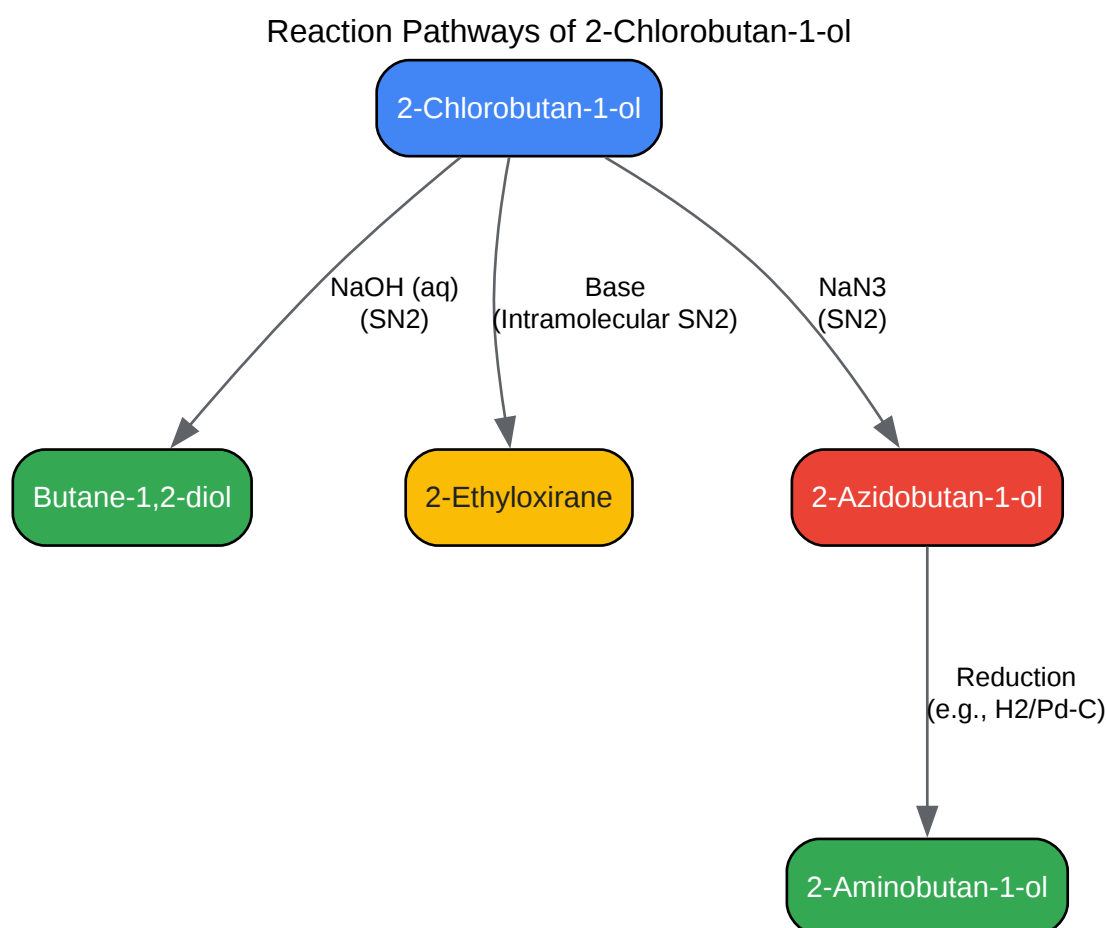 Reaction Pathways of 2-Chlorobutan-1-ol
2-Chlorobutan-1-ol
NaOH (aq)
(SN2)
Base
(Intramolecular SN2)
NaN3
(SN2)
Butane-1,2-diol
2-Ethyloxirane
2-Azidobutan-1-ol
Reduction
(e.g., H2/Pd-C)
2-Aminobutan-1-ol